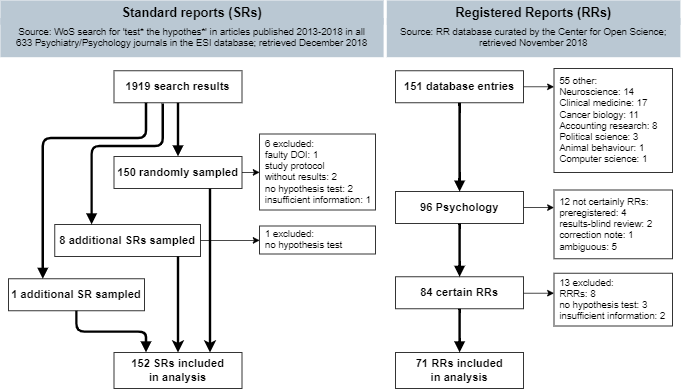 Standard reports (SRs)
Source: WoS search for 'test* the hypothes*' in articles published 2013-2018 in all
633 Psychiatry/Psychology journals in the ESI database; retrieved December 2018
1919 search results
150 randomly sampled
6 excluded:
faulty DOI: 1
study protocol
without results: 2
no hypothesis test: 2
insufficient information: 1
8 additional SRs sampled
1 excluded:
no hypothesis test
1 additional SR sampled
152 SRs included
in analysis
Registered Reports (RRs)
Source: RR database curated by the Center for Open Science;
retrieved November 2018
151 database entries
55 other:
Neuroscience: 14
Clinical medicine: 17
Cancer biology: 11
Accounting research: 8
Political science: 3
Animal behaviour: 1
Computer science: 1
96 Psychology
12 not certainly RRs:
preregistered: 4
results-blind review: 2
correction note: 1
ambiguous: 5
84 certain RRs
13 excluded:
RRRs: 8
no hypothesis test: 3
insufficient information: 2
71 RRs included
in analysis